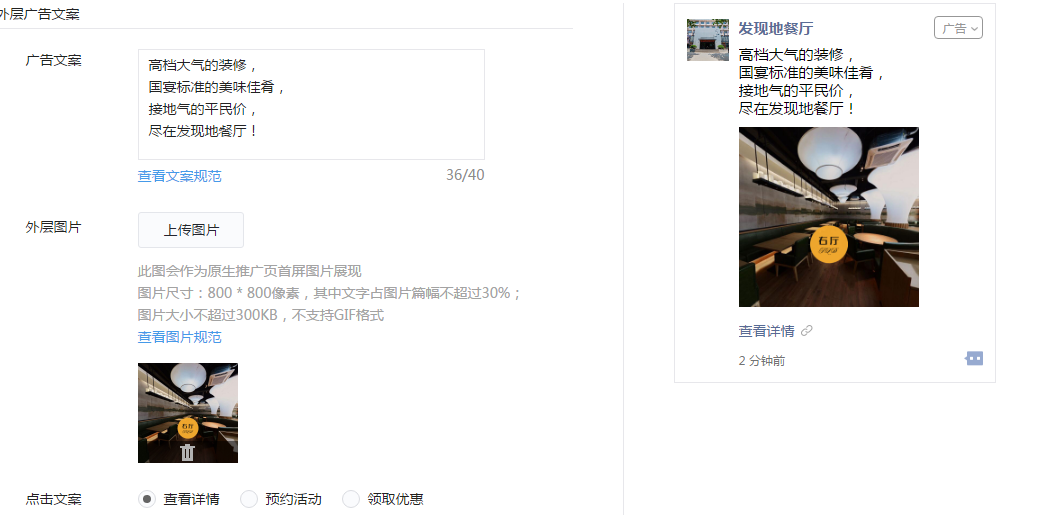 外层广告文案
广告文案
高档大气的装修，
国宴标准的美味佳肴，
接地气的平民价，
尽在发现地餐厅！
查看文案规范
36/40
外层图片
上传图片
此图会作为原生推广页首屏图片展现
图片尺寸：800 * 800像素，其中文字占图片篇幅不超过30%；
图片大小不超过300KB，不支持GIF格式
查看图片规范
右厅
点击文案
查看详情
预约活动
领取优惠
发现地餐厅
广告
高档大气的装修，
国宴标准的美味佳肴，
接地气的平民价，
尽在发现地餐厅！
右厅
查看详情
2 分钟前